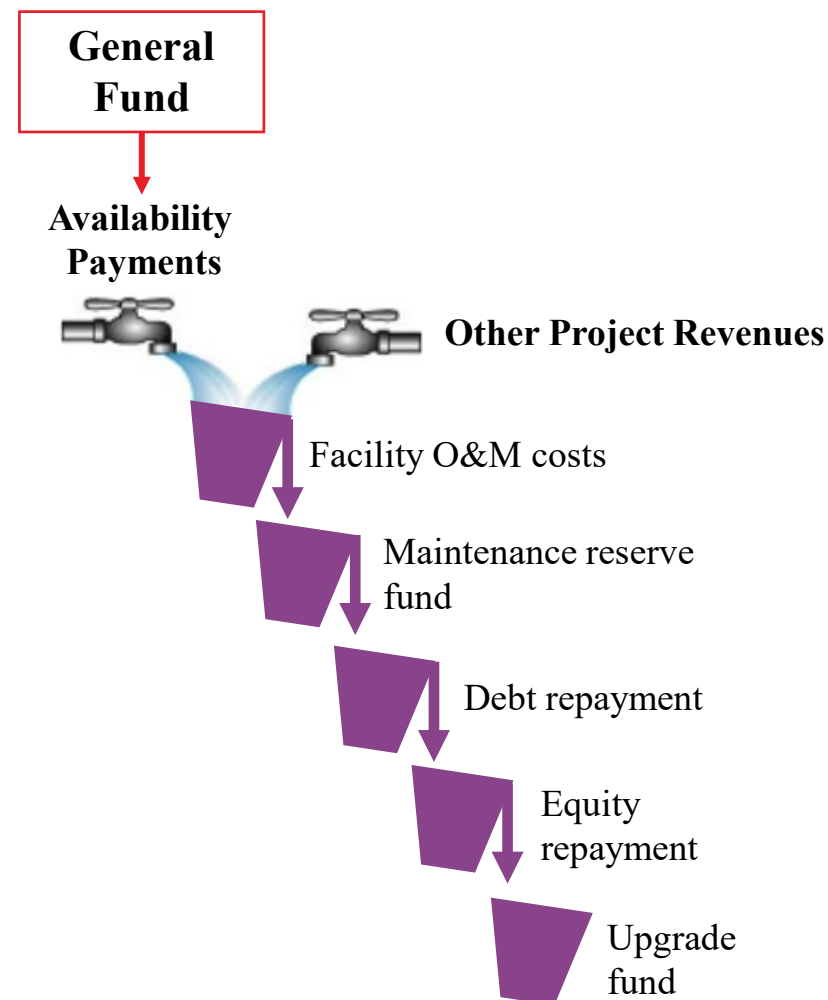 General
Fund
Availability
Payments
Other Project Revenues
Facility O&M costs
Maintenance reserve
fund
Debt repayment
Equity
repayment
Upgrade
fund